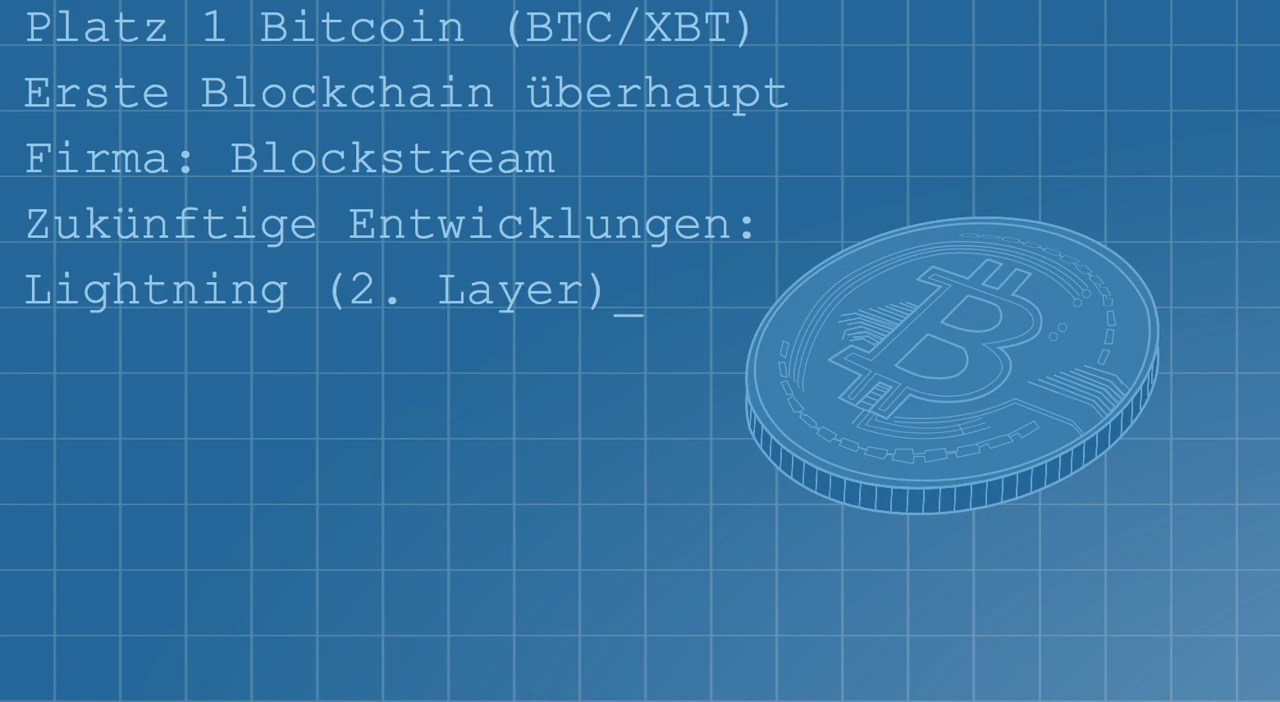 Platz 1 Bitcoin (BTC/XBT)
Erste Blockchain überhaupt
Firma: Blockstream
Zukünftige Entwicklungen:
Lightning (2. Layer)_